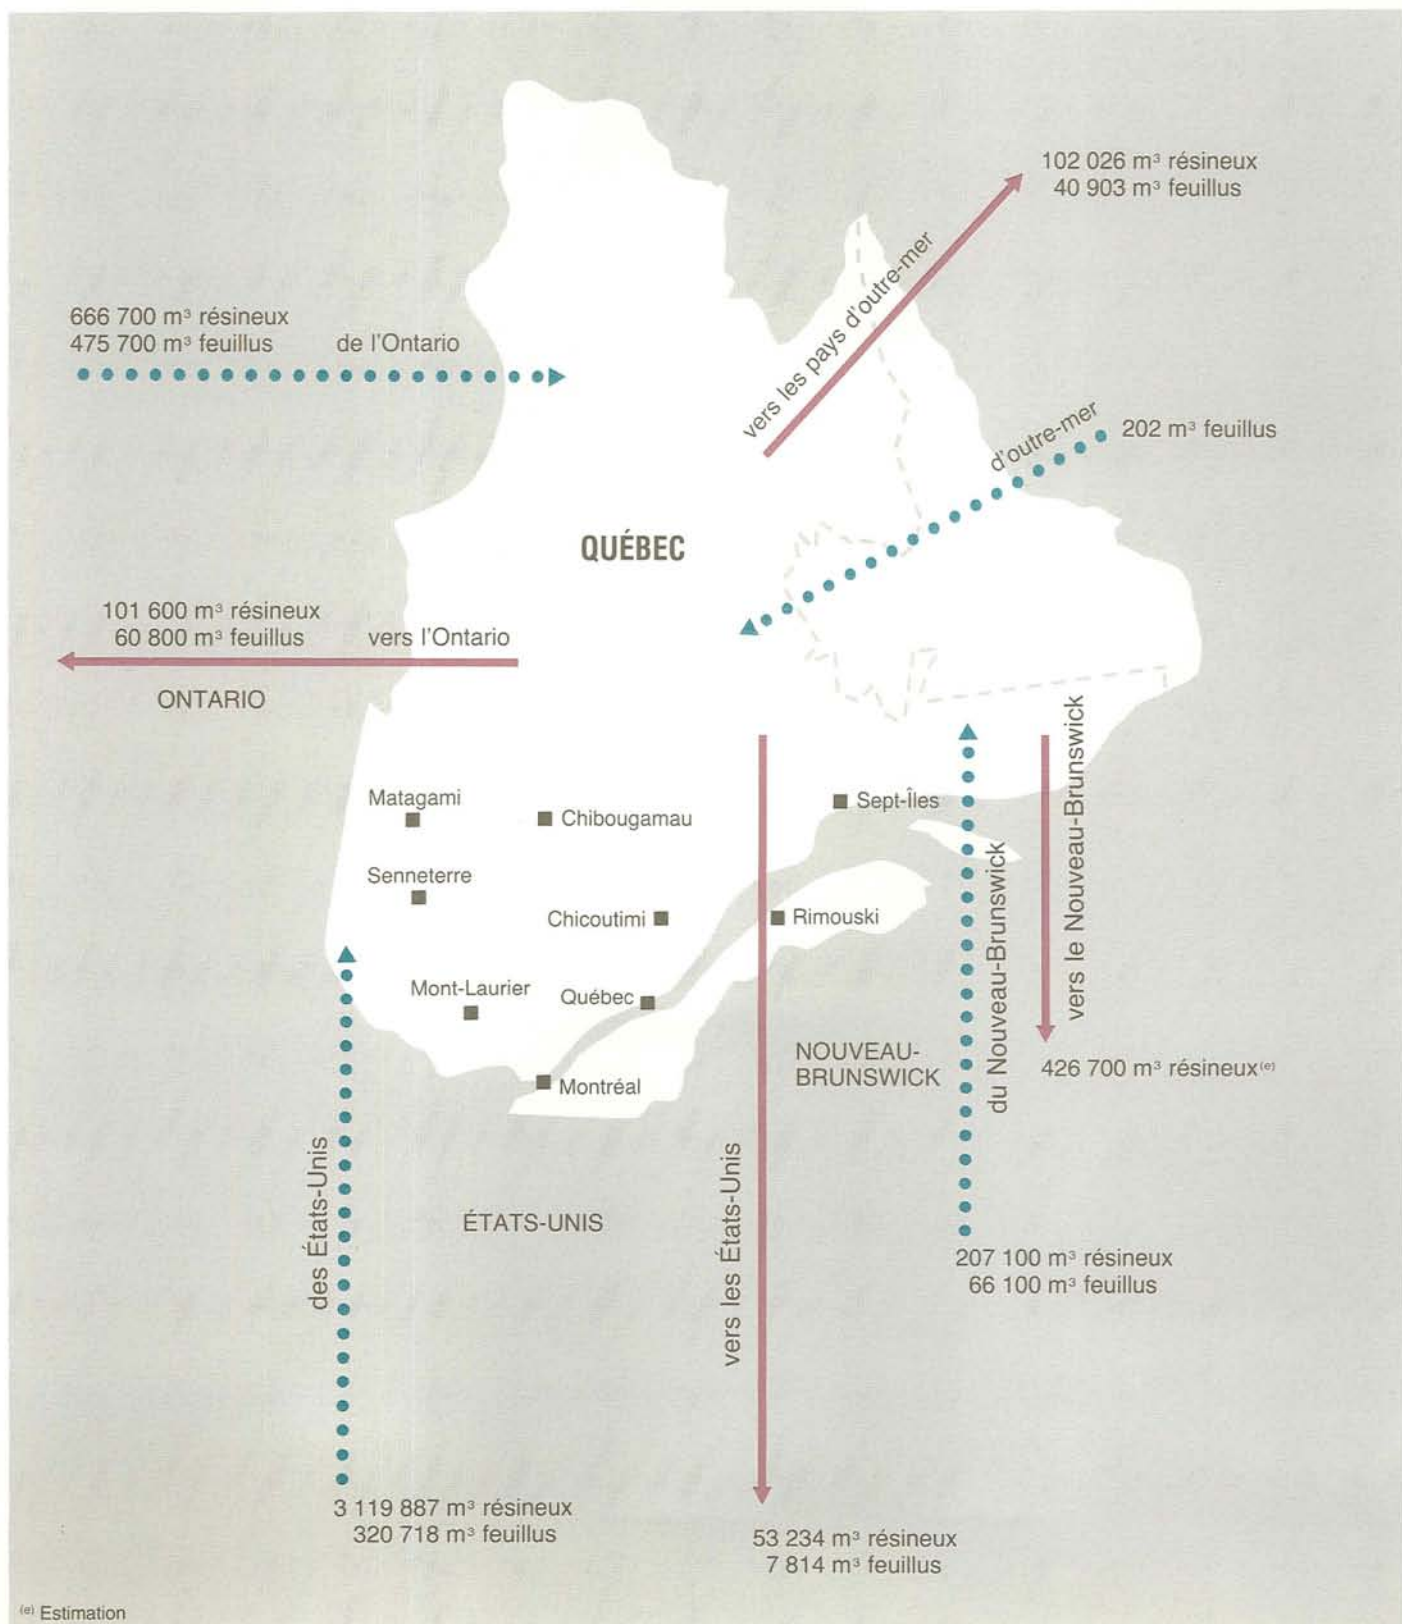 102 026 m³ résineux
40 903 m³ feuillus
vers les pays d'outre-mer
666 700 m³ résineux
475 700 m³ feuillus
de l'Ontario
d'outre-mer
202 m³ feuillus
QUÉBEC
101 600 m³ résineux
60 800 m³ feuillus
vers l'Ontario
ONTARIO
Matagami
Chibougamau
Sept-Îles
Senneterre
Chicoutimi
Rimouski
Mont-Laurier
Québec
Montréal
NOUVEAU-
BRUNSWICK
du Nouveau-Brunswick
vers le Nouveau-Brunswick
426 700 m³ résineux(e)
des États-Unis
ÉTATS-UNIS
vers les États-Unis
207 100 m³ résineux
66 100 m³ feuillus
3 119 887 m³ résineux
320 718 m³ feuillus
53 234 m³ résineux
7 814 m³ feuillus
(e) Estimation